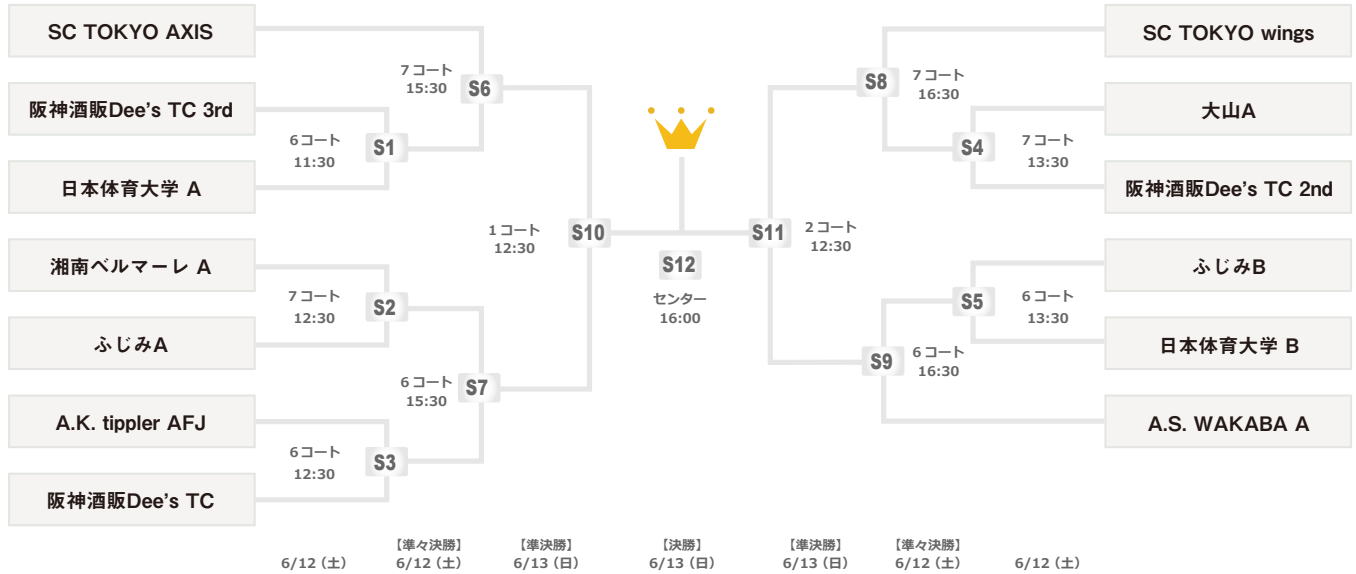 SC TOKYO AXIS
阪神酒販Dee's TC 3rd
日本体育大学 A
湘南ベルマーレ A
ふじみA
A.K. tippler AFJ
阪神酒販Dee's TC
6コート
11:30
S1
7コート
12:30
S2
6コート
12:30
S3
7コート
15:30
S6
6コート
15:30
S7
1コート
12:30
S10
S12
センター
16:00
S11
2コート
12:30
S8
7コート
16:30
S9
6コート
16:30
S4
7コート
13:30
S5
6コート
13:30
SC TOKYO wings
大山A
阪神酒販Dee's TC 2nd
ふじみB
日本体育大学 B
A.S. WAKABA A
6/12（土）
【準々決勝】
6/12（土）
【準決勝】
6/13（日）
【決勝】
6/13（日）
【準決勝】
6/13（日）
【準々決勝】
6/12（土）
6/12（土）